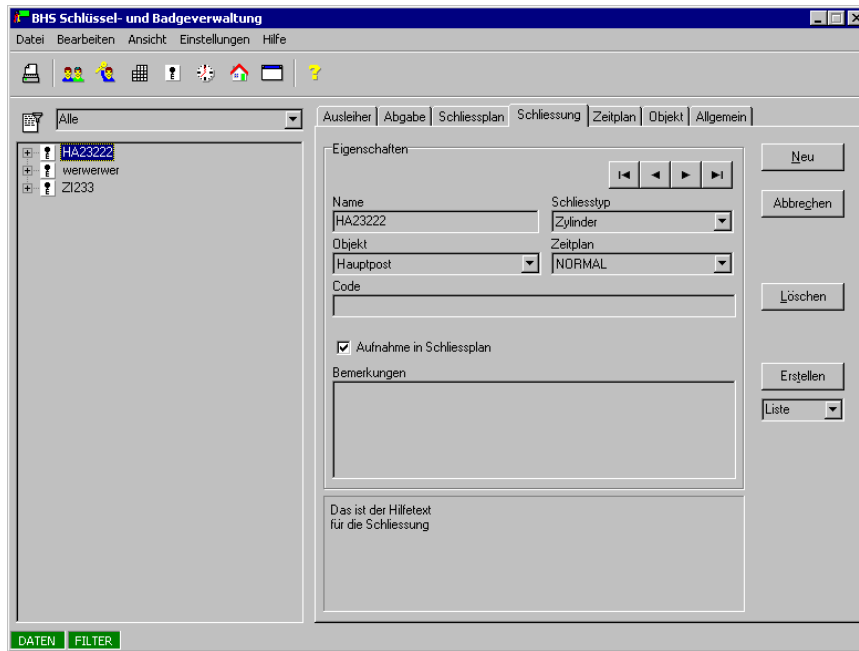 BHS Schlüssel- und Badgeverwaltung
Datei Bearbeiten Ansicht Einstellungen Hilfe
Alle
HA23222
werwerwer
ZI233
Ausleiher Abgabe Schliessplan Schliessung Zeitplan Objekt Allgemein
Eigenschaften
Name
HA23222
Schliesstyp
Zylinder
Objekt
Hauptpost
Zeitplan
NORMAL
Code
Aufnahme in Schliessplan
Bemerkungen
Das ist der Hilfetext
für die Schliessung
Neu
Abbrechen
Löschen
Erstellen
Liste
DATEN FILTER